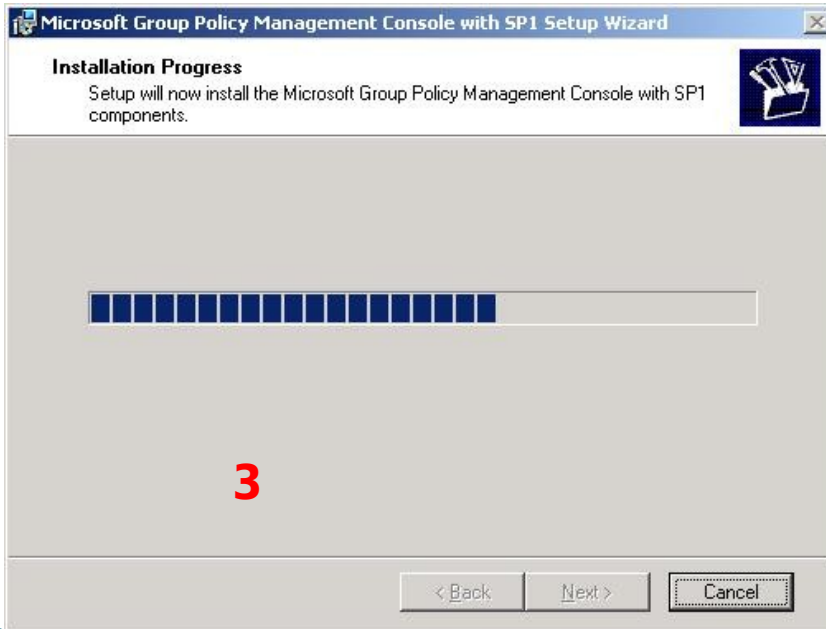 Microsoft Group Policy Management Console with SP1 Setup Wizard
Installation Progress
Setup will now install the Microsoft Group Policy Management Console with SP1
components.
3
< Back Next > Cancel